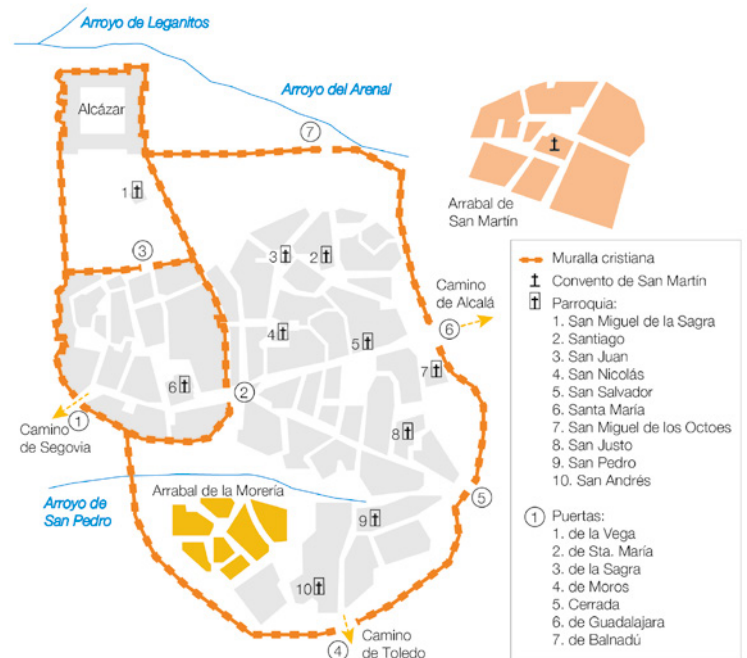 Arroyo de Leganitos
Alcázar
Arroyo del Arenal
7
1
Arrabal de
San Martín
3
3
2
Camino
de Alcalá
6
4
5
7
6
2
1
8
Camino
de Segovia
Arroyo de
San Pedro
Arrabal de la Morería
5
9
10
4
Camino
de Toledo
Muralla cristiana
Convento de San Martín
Parroquia:
1. San Miguel de la Sagra
2. Santiago
3. San Juan
4. San Nicolás
5. San Salvador
6. Santa María
7. San Miguel de los Octoes
8. San Justo
9. San Pedro
10. San Andrés
1 Puertas:
1. de la Vega
2. de Sta. María
3. de la Sagra
4. de Moros
5. Cerrada
6. de Guadalajara
7. de Balnadú